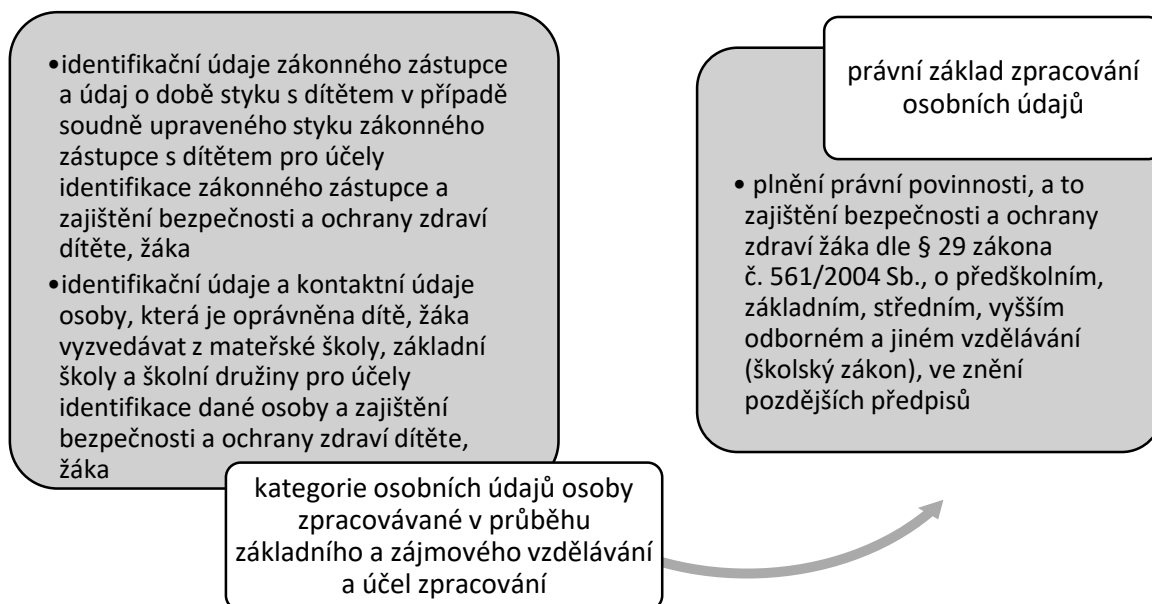 •identifikační údaje zákonného zástupce
a údaj o době styku s dítětem v případě
soudně upraveného styku zákonného
zástupce s dítětem pro účely
identifikace zákonného zástupce a
zajištění bezpečnosti a ochrany zdraví
dítěte, žáka
•identifikační údaje a kontaktní údaje
osoby, která je oprávněna dítě, žáka
vyzvedávat z mateřské školy, základní
školy a školní družiny pro účely
identifikace dané osoby a zajištění
bezpečnosti a ochrany zdraví dítěte,
žáka
kategorie osobních údajů osoby
zpracovávané v průběhu
základního a zájmového vzdělávání
a účel zpracování
právní základ zpracování
osobních údajů
• plnění právní povinnosti, a to
zajištění bezpečnosti a ochrany
zdraví žáka dle § 29 zákona
č. 561/2004 Sb., o předškolním,
základním, středním, vyšším
odborném a jiném vzdělávání
(školský zákon), ve znění
pozdějších předpisů